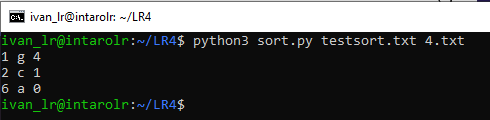 ivan_lr@intarolr: ~/LR4
ivan_lr@intarolr:~/LR4$ python3 sort.py testsort.txt 4.txt
1 g 4
2 c 1
6 a 0
ivan_lr@intarolr:~/LR4$